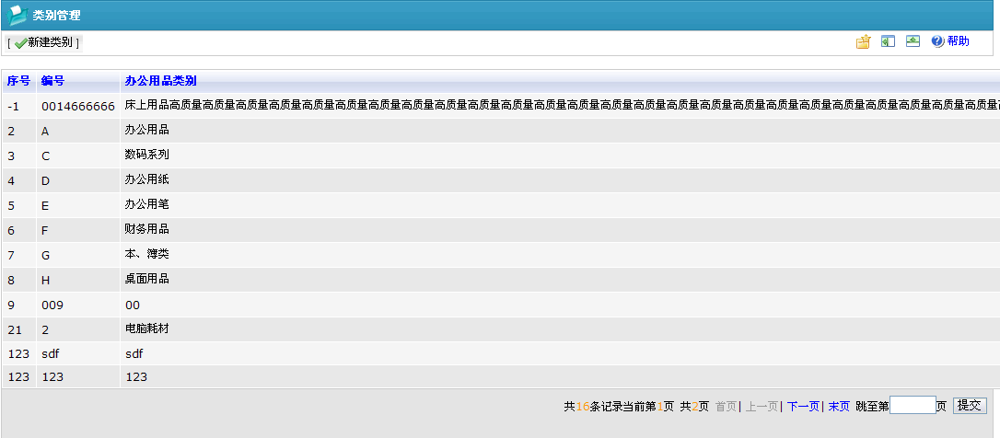 类别管理
[ 新建类别 ] 帮助
序号 编号 办公用品类别
-1 0014666666 床上用品高质量高质量高质量高质量高质量高质量高质量高质量高质量高质量高质量高质量高质量高质量高质量高质量高质量高质量高质量高质量高质量高质量高质量高质量高质量
2 A 办公用品
3 C 数码系列
4 D 办公用纸
5 E 办公用笔
6 F 财务用品
7 G 本、簿类
8 H 桌面用品
9 009 00
21 2 电脑耗材
123 sdf sdf
123 123 123
共16条记录当前第1页 共2页 首页| 上一页| 下一页| 末页 跳至第 页 提交